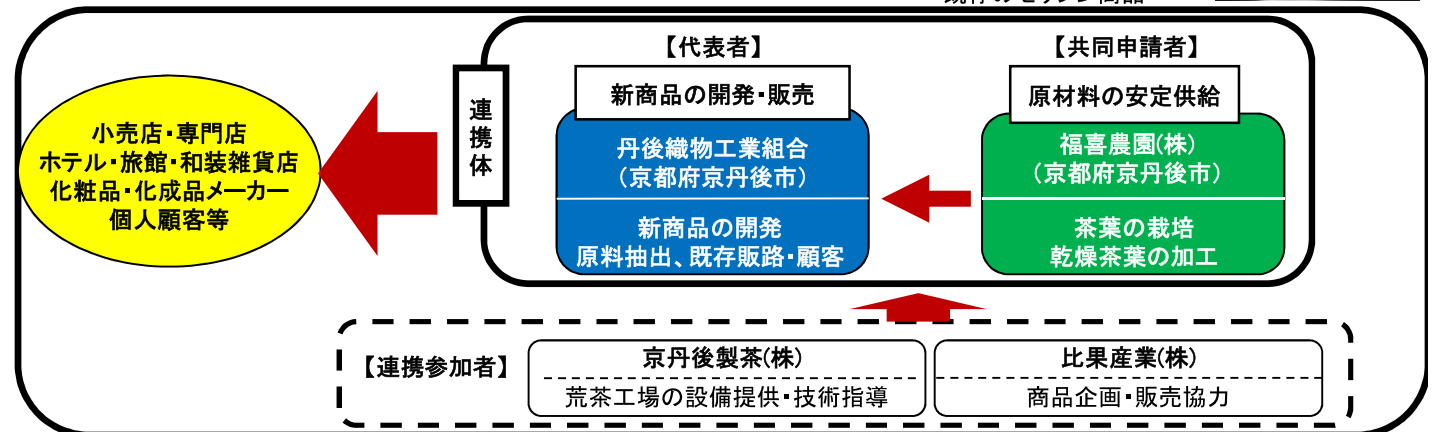 【代表者】
【共同申請者】
連携体
新商品の開発・販売
原材料の安定供給
丹後織物工業組合
（京都府京丹後市）
新商品の開発
原料抽出、既存販路・顧客
福喜農園(株)
（京都府京丹後市）
茶葉の栽培
乾燥茶葉の加工
小売店・専門店
ホテル・旅館・和装雑貨店
化粧品・化成品メーカー
個人顧客等
【連携参加者】
京丹後製茶(株)
荒茶工場の設備提供・技術指導
比果産業(株)
商品企画・販売協力